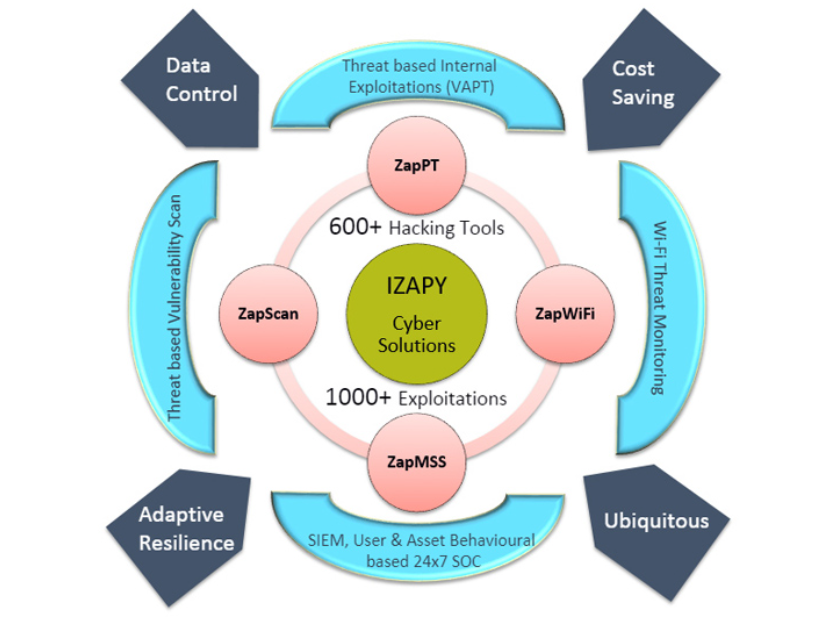 Data
Control
Threat based Internal
Exploitations (VAPT)
Cost
Saving
ZapPT
600+ Hacking Tools
Threat based Vulnerability Scan
ZapScan
IZAPY
Cyber
Solutions
ZapWiFi
Wi-Fi Threat Monitoring
1000+ Exploitations
ZapMSS
Adaptive
Resilience
SIEM, User & Asset Behavioural
based 24x7 SOC
Ubiquitous